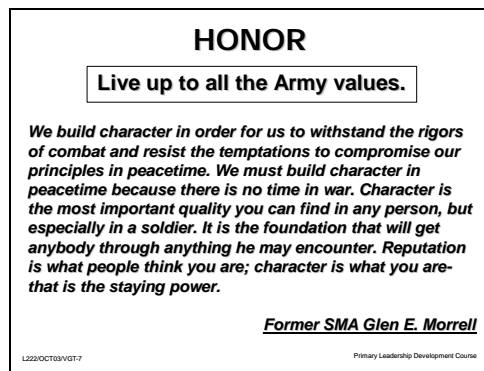 HONOR
Live up to all the Army values.
We build character in order for us to withstand the rigors
of combat and resist the temptations to compromise our
principles in peacetime. We must build character in
peacetime because there is no time in war. Character is
the most important quality you can find in any person, but
especially in a soldier. It is the foundation that will get
anybody through anything he may encounter. Reputation
is what people think you are; character is what you are-
that is the staying power.
Former SMA Glen E. Morrell
L222/OCT03/VGT-7
Primary Leadership Development Course